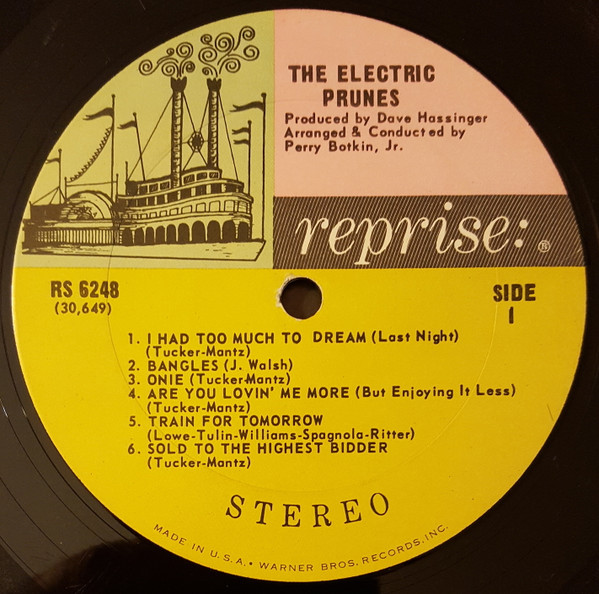 THE ELECTRIC
PRUNES
Produced by Dave Hassinger
Arranged & Conducted by
Perry Botkin, Jr.
reprise: ®
RS 6248
(30,649)
SIDE
1
1. I HAD TOO MUCH TO DREAM (Last Night)
(Tucker-Mantz)
2. BANGLES (J. Walsh)
3. ONIE (Tucker-Mantz)
4. ARE YOU LOVIN' ME MORE (But Enjoying It Less)
(Tucker-Mantz)
5. TRAIN FOR TOMORROW
(Lowe-Tulin-Williams-Spagnola-Ritter)
6. SOLD TO THE HIGHEST BIDDER
(Tucker-Mantz)
STEREO
MADE IN U.S.A. • WARNER BROS. RECORDS, INC.